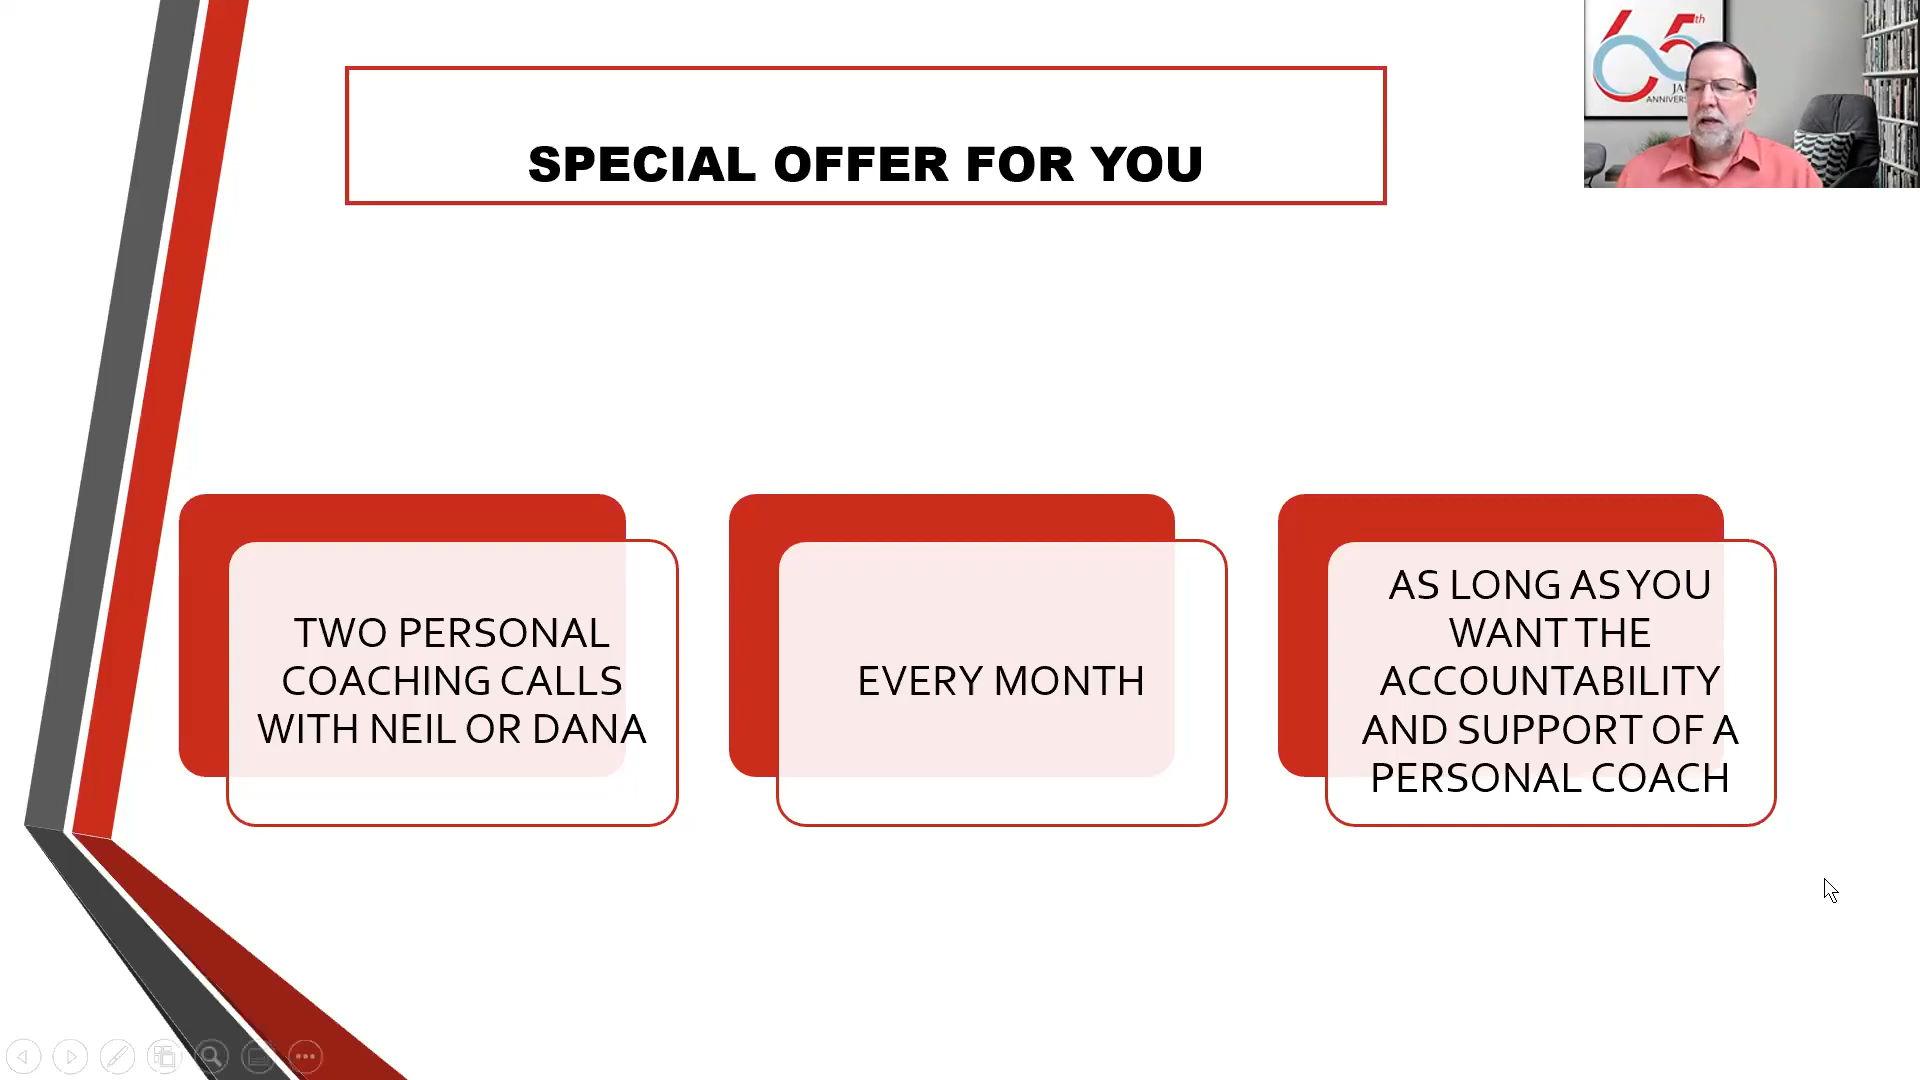 SPECIAL OFFER FOR YOU
TWO PERSONAL
COACHING CALLS
WITH NEIL OR DANA
EVERY MONTH
AS LONG AS YOU
WANT THE
ACCOUNTABILITY
AND SUPPORT OF A
PERSONAL COACH
65th